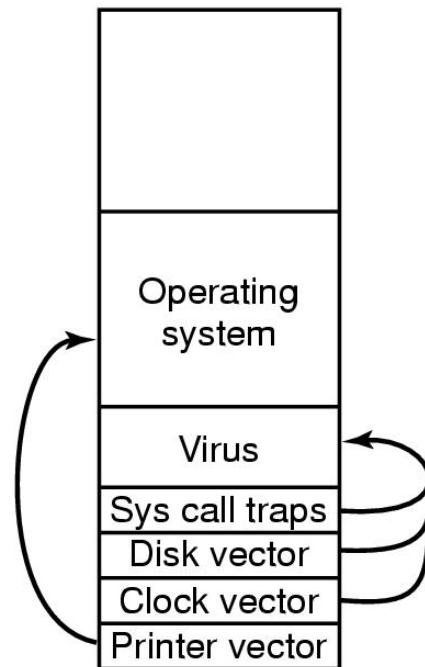 Operating
system
Virus
Sys call traps
Disk vector
Clock vector
Printer vector